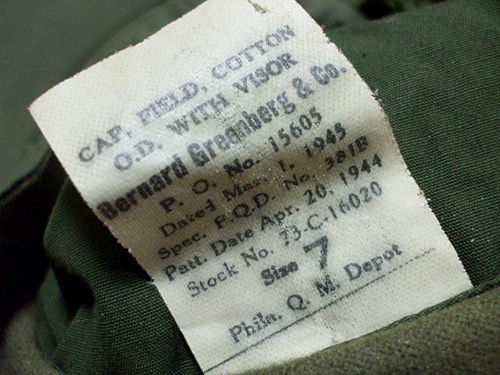 CAP, FIELD, COTTON
O.D. WITH VISOR
Bernard Greenberg & Co.
P. O. No. 15605
Dated Mar. 1, 1945
Spec. P.Q.D. No. 381B
Patt. Date Apr. 20, 1944
Stock No. 73-C-16020
Size 7
Phila. Q. M. Depot